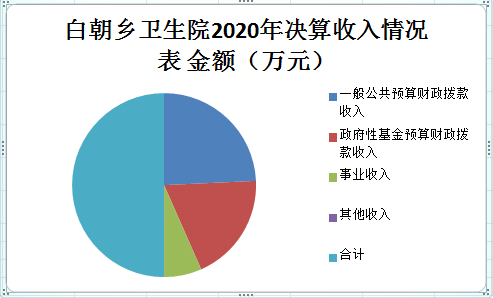 白朝乡卫生院2020年决算收入情况
表 金额（万元）
一般公共预算财政拨款
收入
政府性基金预算财政拨
款收入
事业收入
其他收入
合计